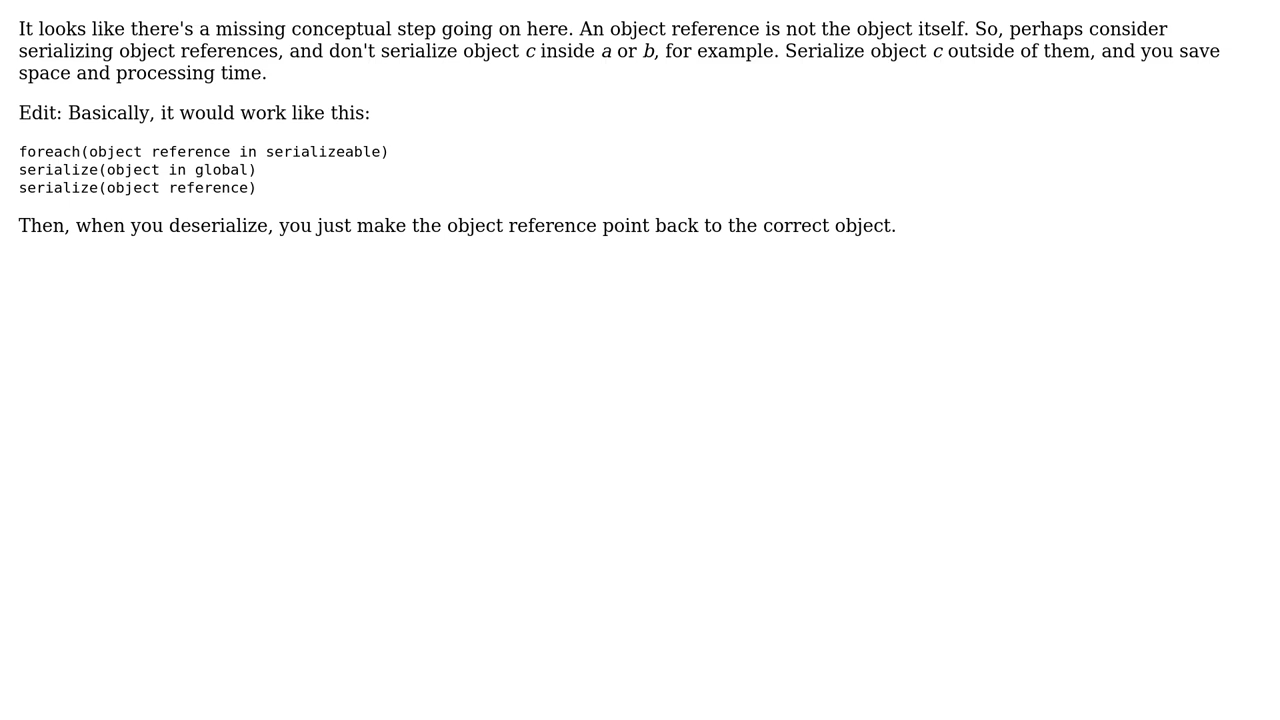 It looks like there's a missing conceptual step going on here. An object reference is not the object itself. So, perhaps consider
serializing object references, and don't serialize object c inside a or b, for example. Serialize object c outside of them, and you save
space and processing time.
Edit: Basically, it would work like this:
foreach(object reference in serializeable)
serialize(object in global)
serialize(object reference)
Then, when you deserialize, you just make the object reference point back to the correct object.